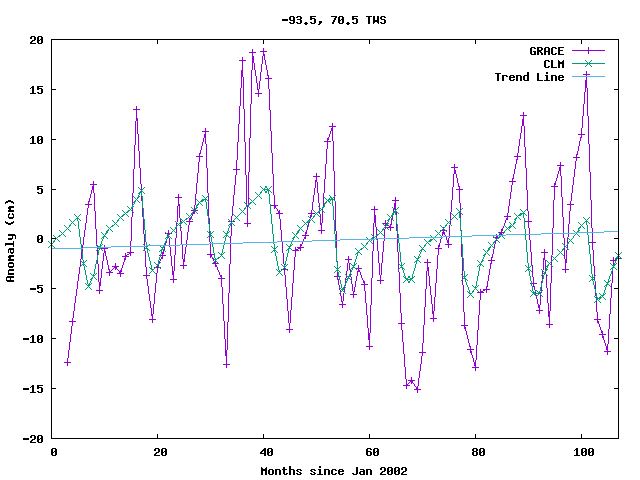 -93.5, 70.5 TWS
GRACE
CLM
Trend Line
20
15
10
5
0
-5
-10
-15
-20
Anomaly (cm)
0 20 40 60 80 100
Months since Jan 2002